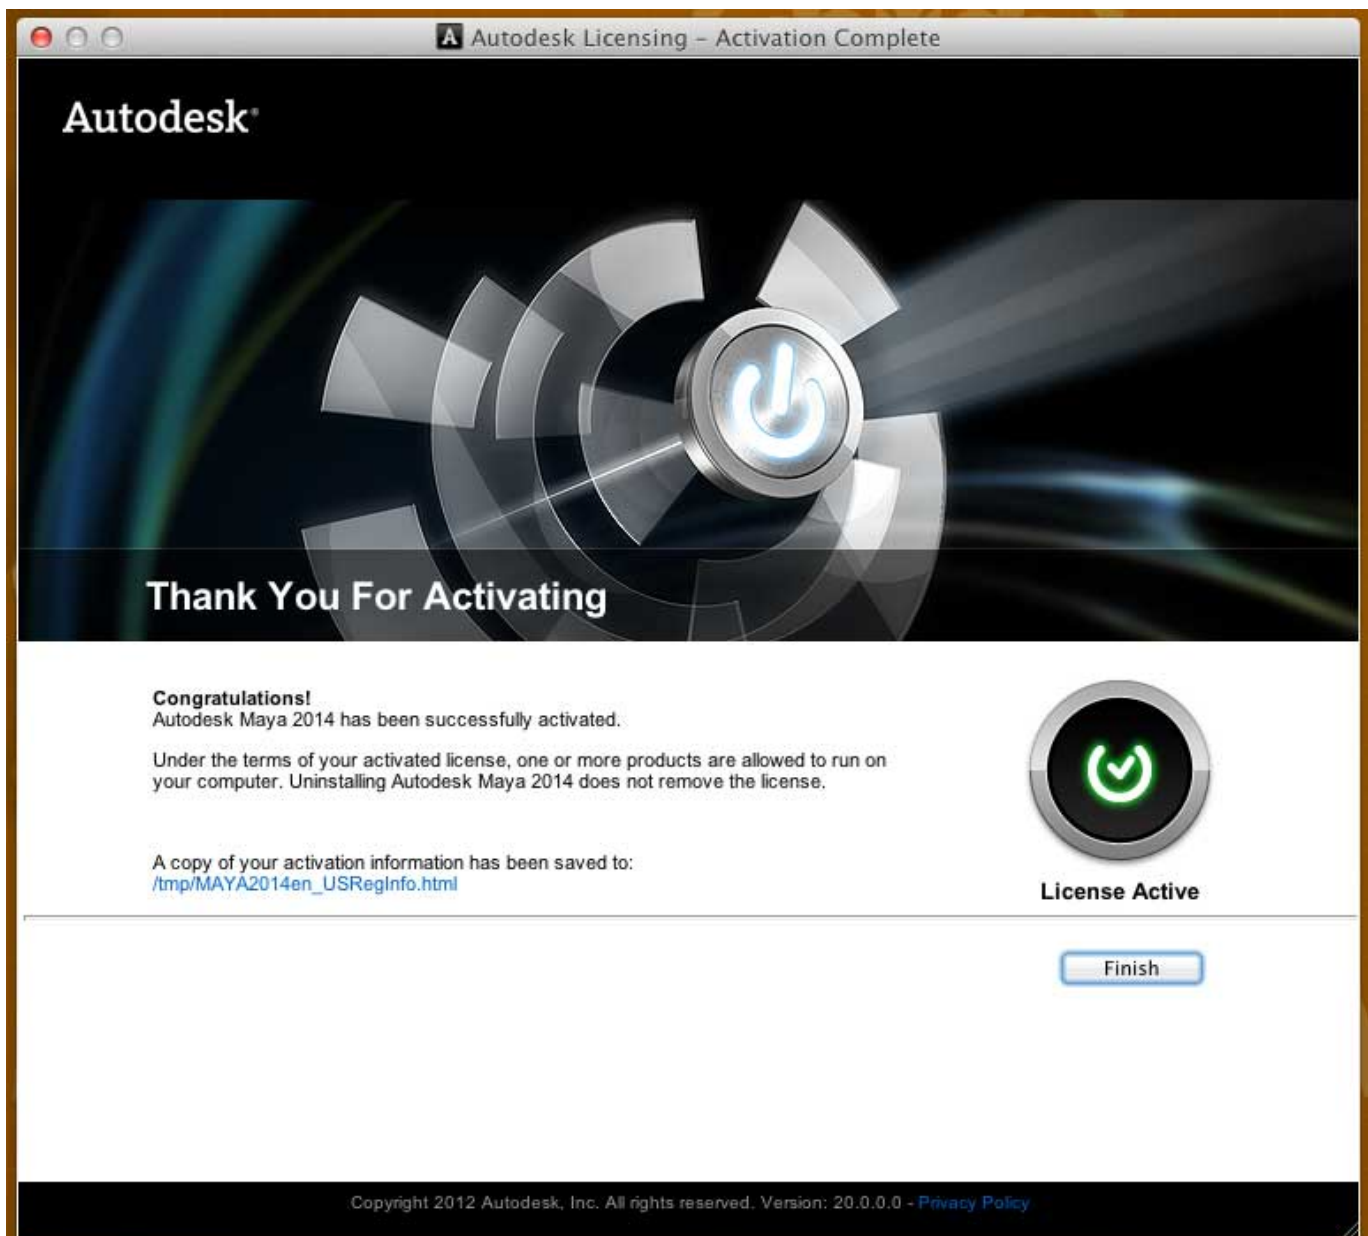 Autodesk Licensing – Activation Complete
Autodesk®
Thank You For Activating
Congratulations!
Autodesk Maya 2014 has been successfully activated.
Under the terms of your activated license, one or more products are allowed to run on
your computer. Uninstalling Autodesk Maya 2014 does not remove the license.
A copy of your activation information has been saved to:
/tmp/MAYA2014en_USRegInfo.html
License Active
Finish
Copyright 2012 Autodesk, Inc. All rights reserved. Version: 20.0.0.0 - Privacy Policy